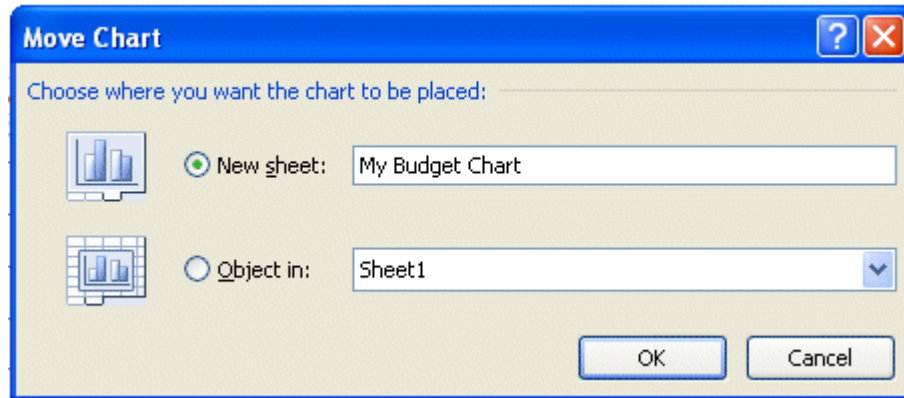 Move Chart
Choose where you want the chart to be placed:
New sheet: My Budget Chart
Object in: Sheet1
OK Cancel